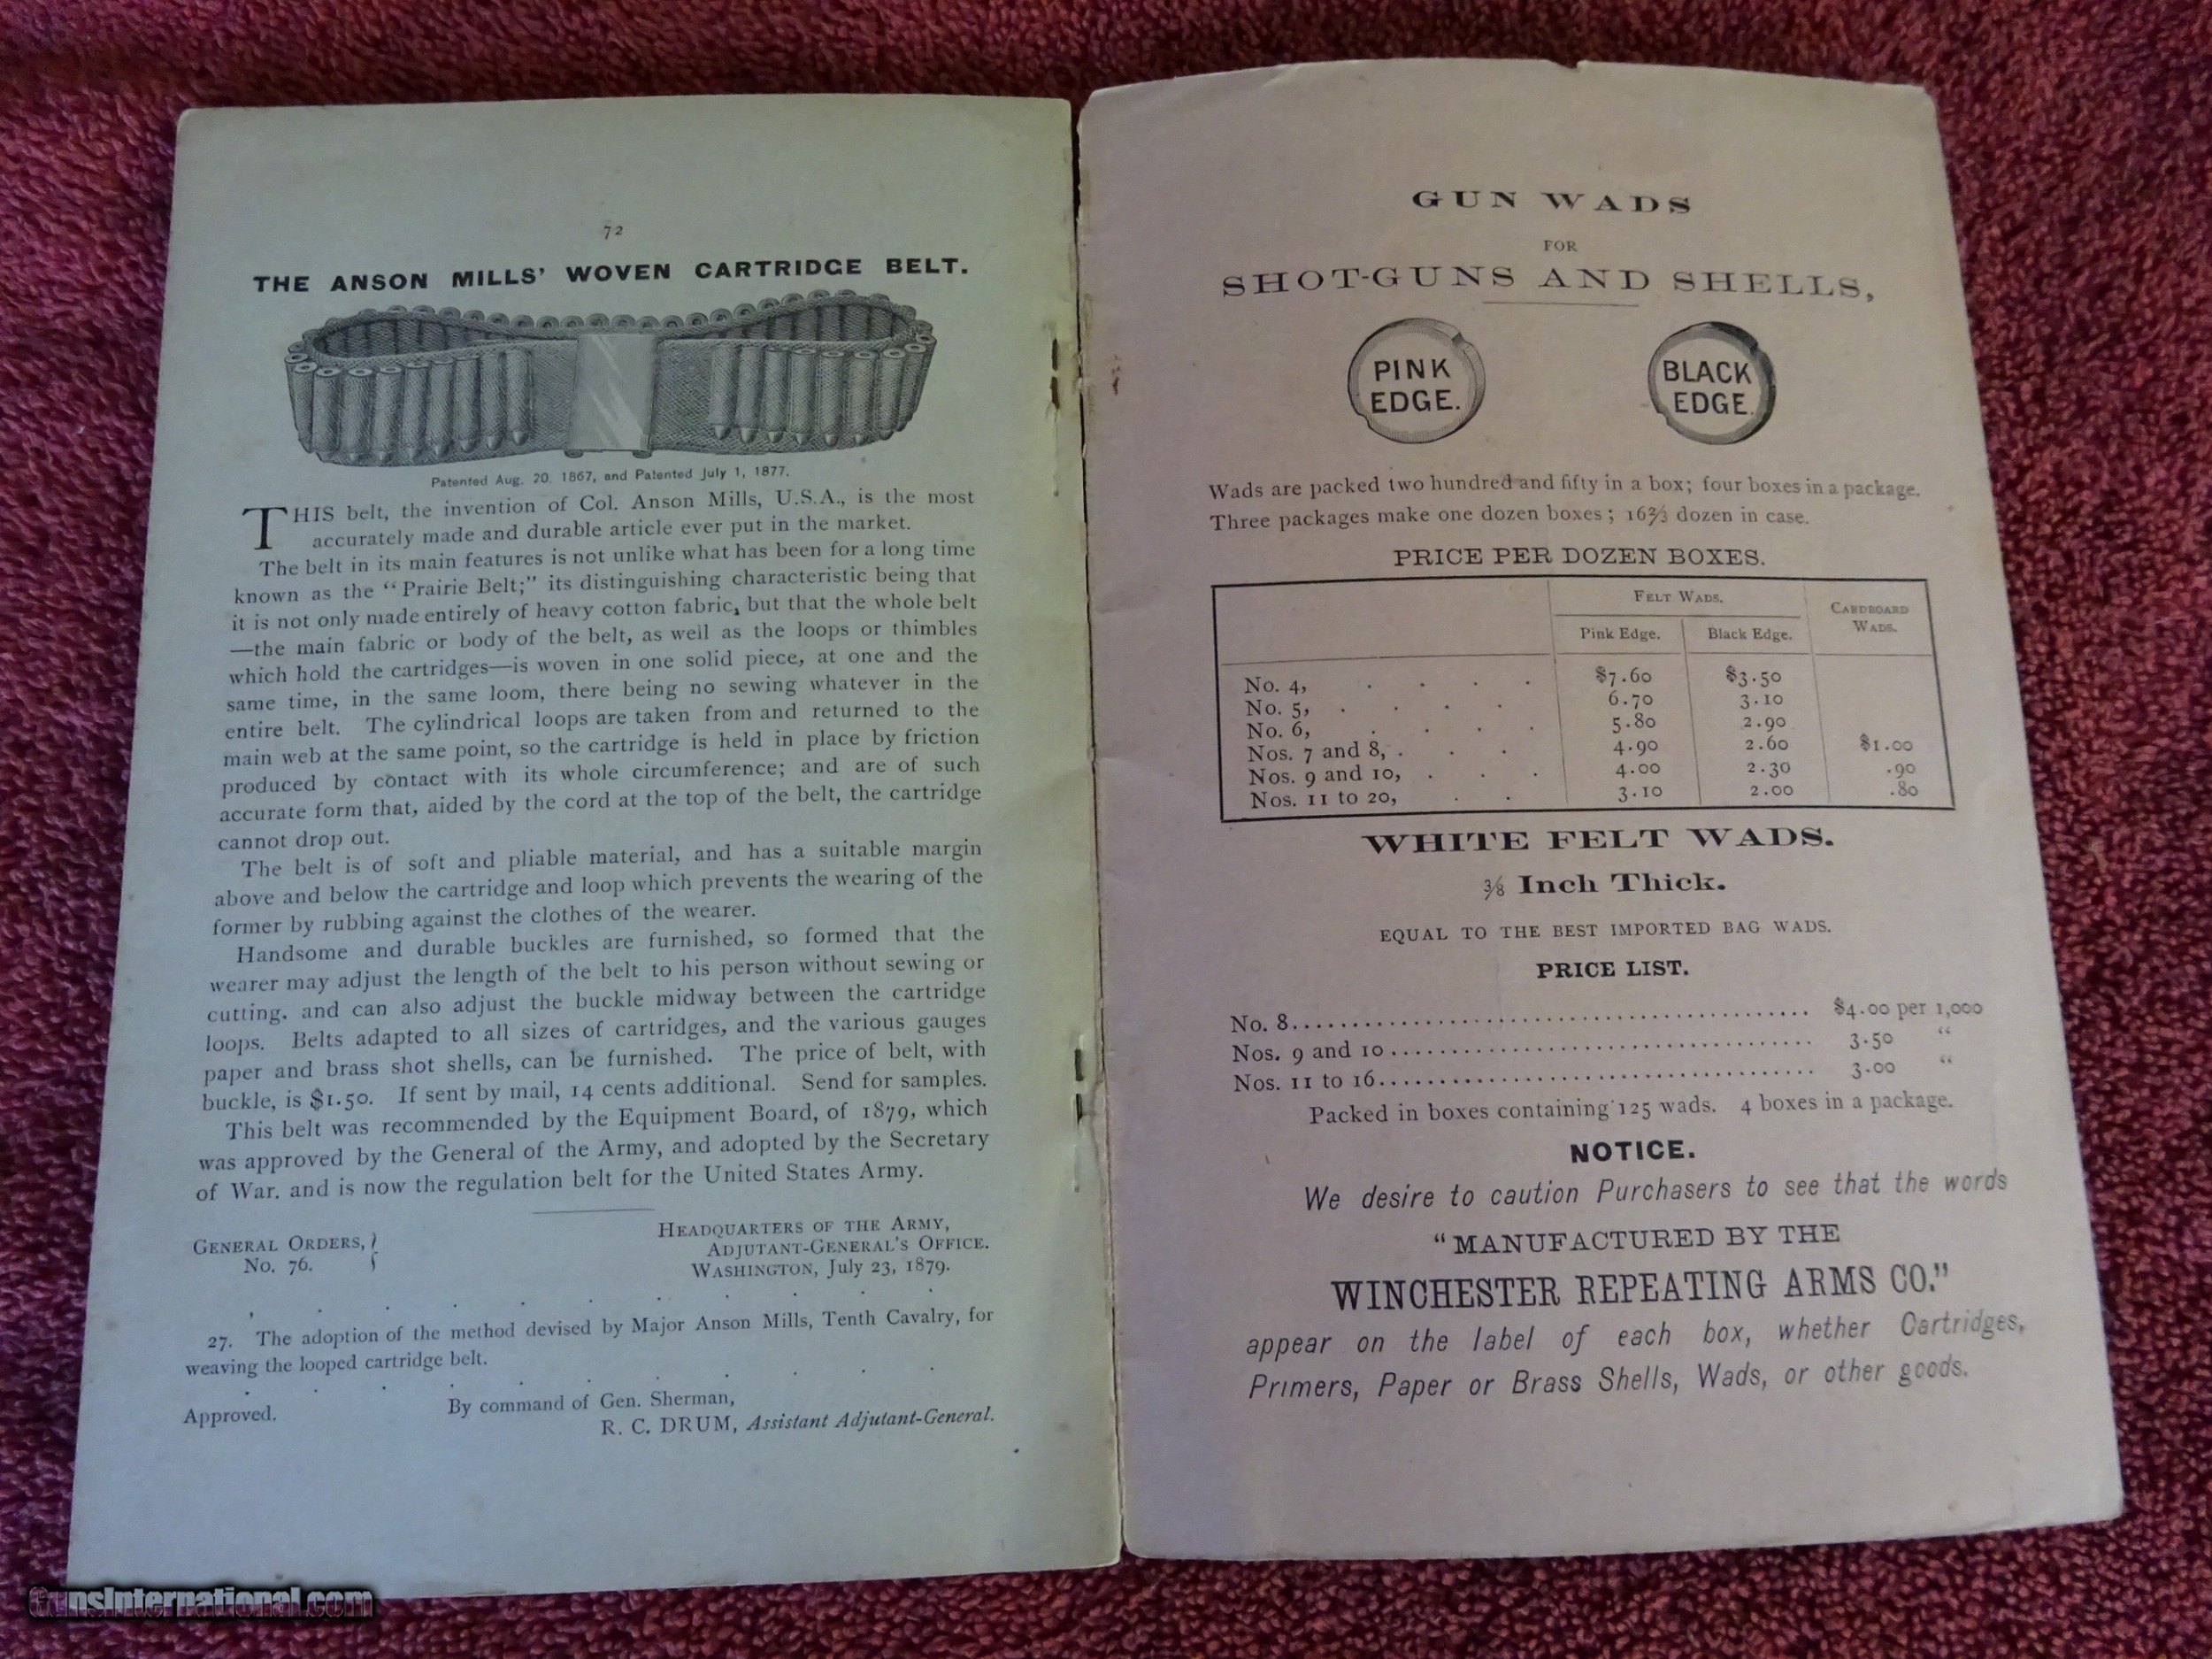 72
THE ANSON MILLS' WOVEN CARTRIDGE BELT.
Patented Aug. 20, 1867, and Patented July 1, 1877.
THIS belt, the invention of Col. Anson Mills, U.S.A., is the most
accurately made and durable article ever put in the market.
The belt in its main features is not unlike what has been for a long time
known as the "Prairie Belt;" its distinguishing characteristic being that
it is not only made entirely of heavy cotton fabric, but that the whole belt
—the main fabric or body of the belt, as well as the loops or thimbles
which hold the cartridges—is woven in one solid piece, at one and the
same time, in the same loom, there being no sewing whatever in the
entire belt. The cylindrical loops are taken from and returned to the
main web at the same point, so the cartridge is held in place by friction
produced by contact with its whole circumference; and are of such
accurate form that, aided by the cord at the top of the belt, the cartridge
cannot drop out.
The belt is of soft and pliable material, and has a suitable margin
above and below the cartridge and loop which prevents the wearing of the
former by rubbing against the clothes of the wearer.
Handsome and durable buckles are furnished, so formed that the
wearer may adjust the length of the belt to his person without sewing or
cutting. and can also adjust the buckle midway between the cartridge
loops. Belts adapted to all sizes of cartridges, and the various gauges
paper and brass shot shells, can be furnished. The price of belt, with
buckle, is $1.50. If sent by mail, 14 cents additional. Send for samples.
This belt was recommended by the Equipment Board, of 1879, which
was approved by the General of the Army, and adopted by the Secretary
of War. and is now the regulation belt for the United States Army.
GENERAL ORDERS, }
No. 76.
HEADQUARTERS OF THE ARMY,
ADJUTANT-GENERAL'S OFFICE.
WASHINGTON, July 23, 1879.
27. The adoption of the method devised by Major Anson Mills, Tenth Cavalry, for
weaving the looped cartridge belt.
Approved.
By command of Gen. Sherman,
R. C. DRUM, Assistant Adjutant-General.
GUN WADS
FOR
SHOT-GUNS AND SHELLS,
PINK
EDGE.
BLACK
EDGE.
Wads are packed two hundred and fifty in a box; four boxes in a package.
Three packages make one dozen boxes; 16⅔ dozen in case.
PRICE PER DOZEN BOXES.
FELT WADS.
CARDBOARD
WADS.
Pink Edge. Black Edge.
No. 4, . . . . $7.60 $3.50
No. 5, . . . . 6.70 3.10
No. 6, . . . . 5.80 2.90
Nos. 7 and 8, . . . 4.90 2.60 $1.00
Nos. 9 and 10, . . . 4.00 2.30 .90
Nos. 11 to 20, . . 3.10 2.00 .80
WHITE FELT WADS.
⅜ Inch Thick.
EQUAL TO THE BEST IMPORTED BAG WADS.
PRICE LIST.
No. 8........................................ $4.00 per 1,000
Nos. 9 and 10................................ 3.50 "
Nos. 11 to 16................................ 3.00 "
Packed in boxes containing 125 wads. 4 boxes in a package.
NOTICE.
We desire to caution Purchasers to see that the words
"MANUFACTURED BY THE
WINCHESTER REPEATING ARMS CO."
appear on the label of each box, whether Cartridges,
Primers, Paper or Brass Shells, Wads, or other goods.
GunsInternational.com